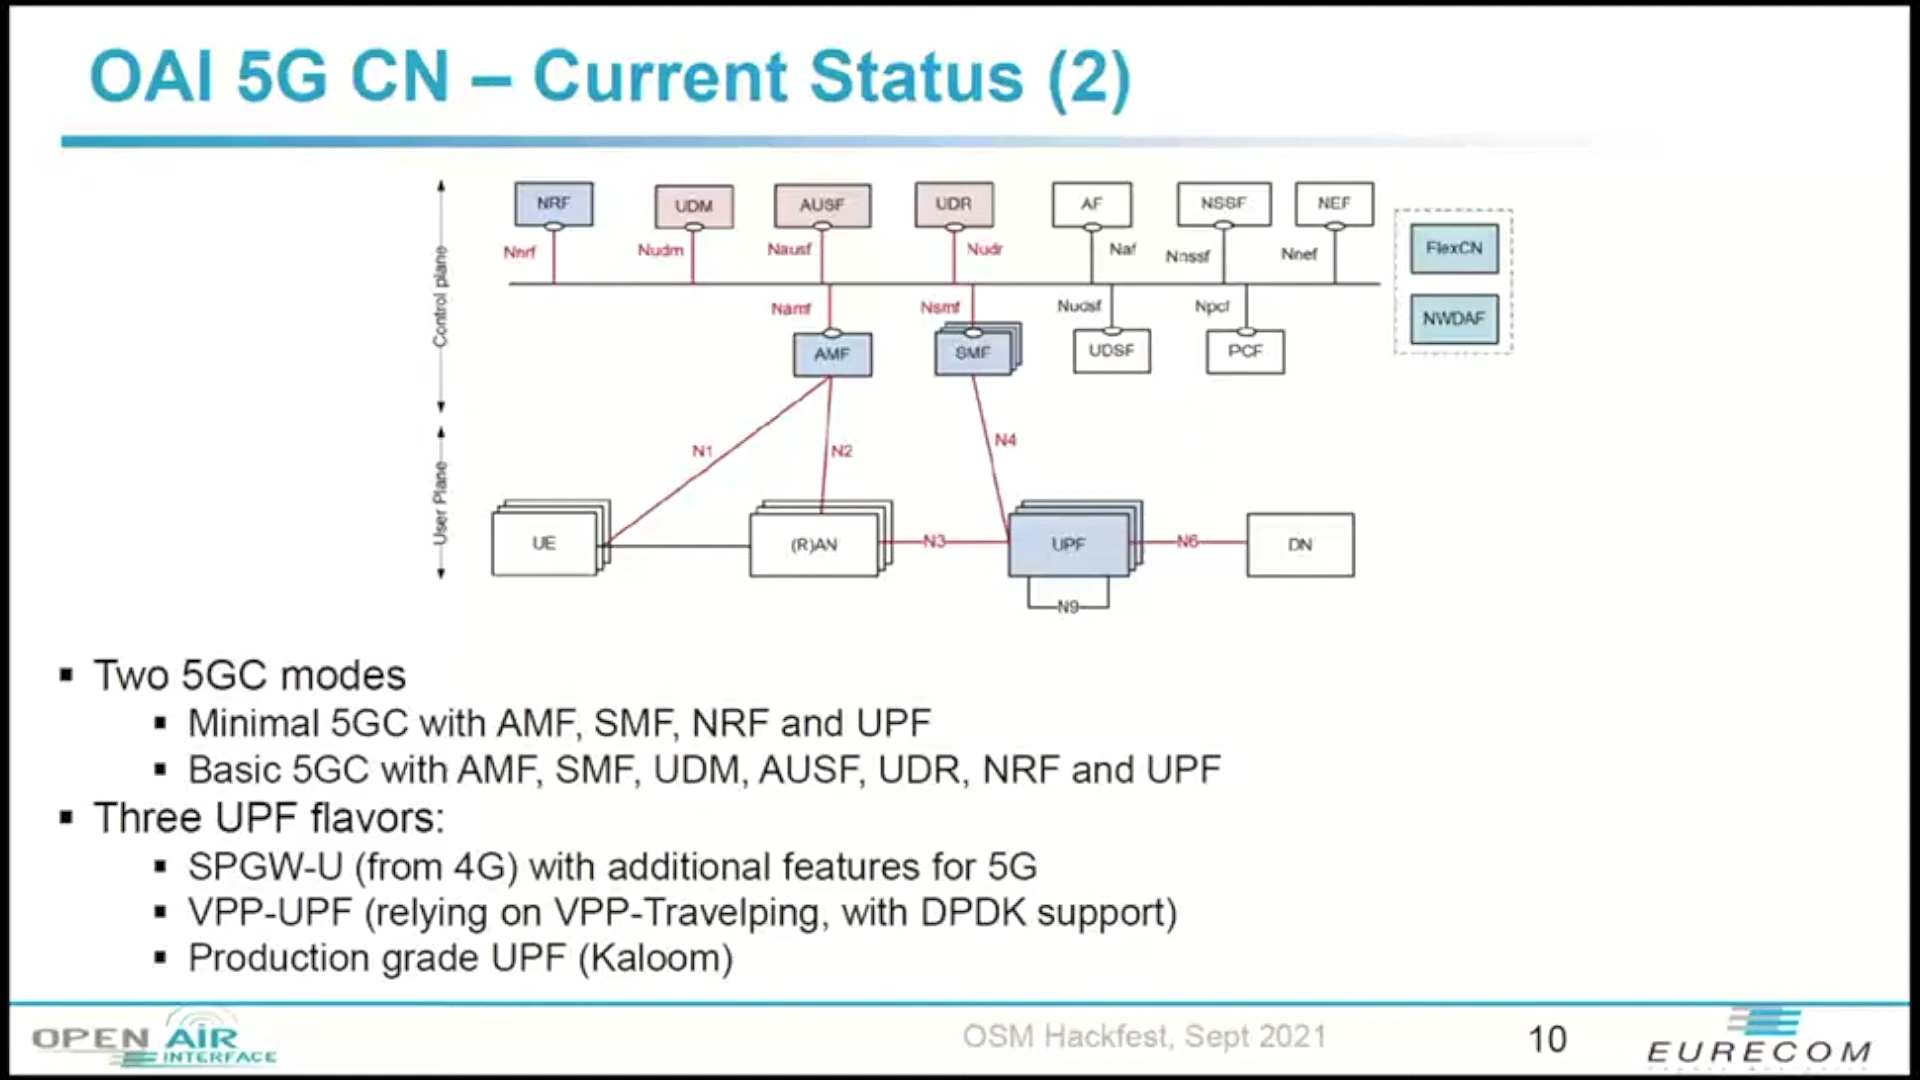 OAI 5G CN – Current Status (2)
Control plane
User Plane
NRF
UDM
AUSF
UDR
AF
NSSF
NEF
FlexCN
NWDAF
Nnrf
Nudm
Nausf
Nudr
Naf
Nnssf
Nnef
Namf
Nsmf
Nudsf
Npcf
AMF
SMF
UDSF
PCF
N1
N2
N4
UE
(R)AN
N3
UPF
N6
DN
N9
▪ Two 5GC modes
▪ Minimal 5GC with AMF, SMF, NRF and UPF
▪ Basic 5GC with AMF, SMF, UDM, AUSF, UDR, NRF and UPF
▪ Three UPF flavors:
▪ SPGW-U (from 4G) with additional features for 5G
▪ VPP-UPF (relying on VPP-Travelping, with DPDK support)
▪ Production grade UPF (Kaloom)
OPEN AIR
INTERFACE
OSM Hackfest, Sept 2021
10
EURECOM